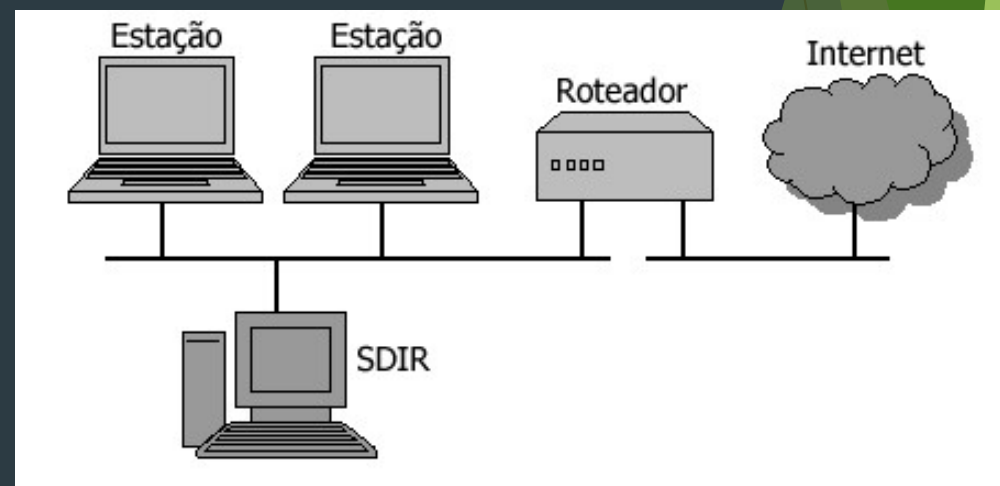 Estação
Estação
Roteador
Internet
SDIR